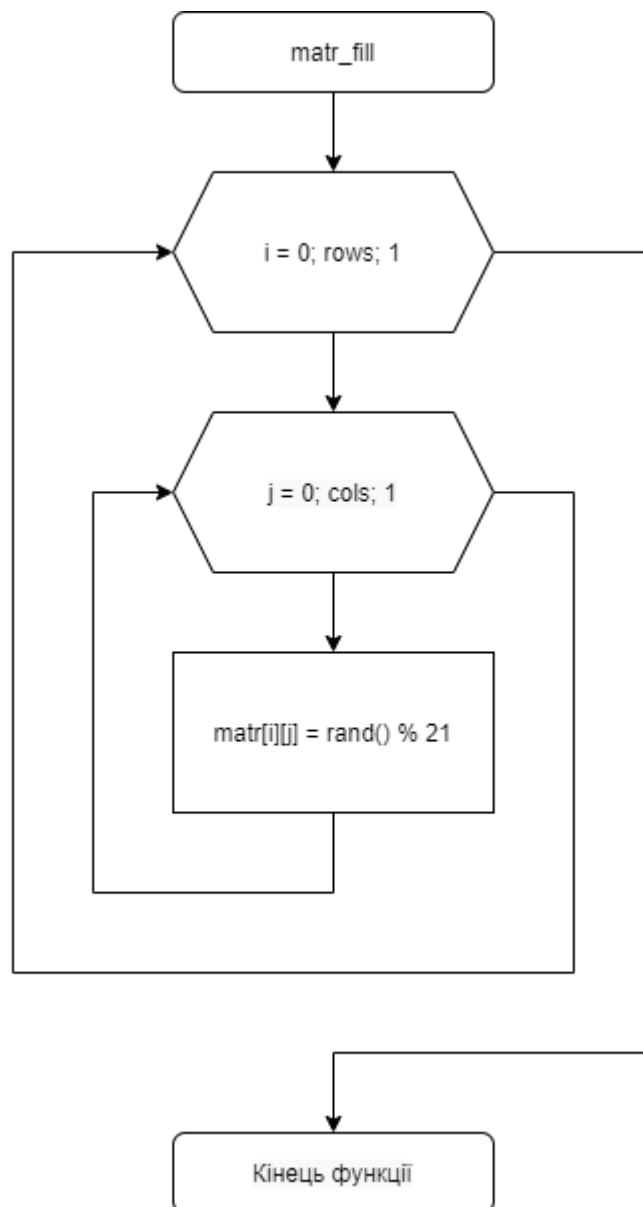 matr_fill
i = 0; rows; 1
j = 0; cols; 1
matr[i][j] = rand() % 21
Кінець функції